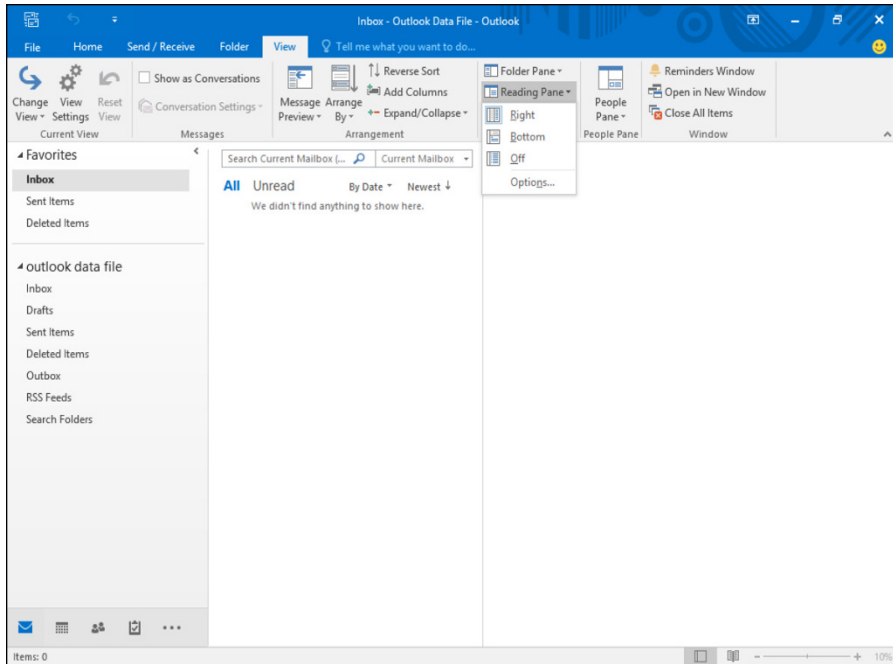 Inbox - Outlook Data File - Outlook
File Home Send / Receive Folder View Tell me what you want to do...
Change View
View Settings
Reset View
Current View
Show as Conversations
Conversation Settings
Messages
Message Preview
Arrange By
Reverse Sort
Add Columns
Expand/Collapse
Arrangement
Folder Pane
Reading Pane
Right
Bottom
Off
Options...
People Pane
People Pane
Reminders Window
Open in New Window
Close All Items
Window
Favorites
Inbox
Sent Items
Deleted Items
outlook data file
Inbox
Drafts
Sent Items
Deleted Items
Outbox
RSS Feeds
Search Folders
Search Current Mailbox (... Current Mailbox
All Unread By Date Newest
We didn't find anything to show here.
Items: 0
10%